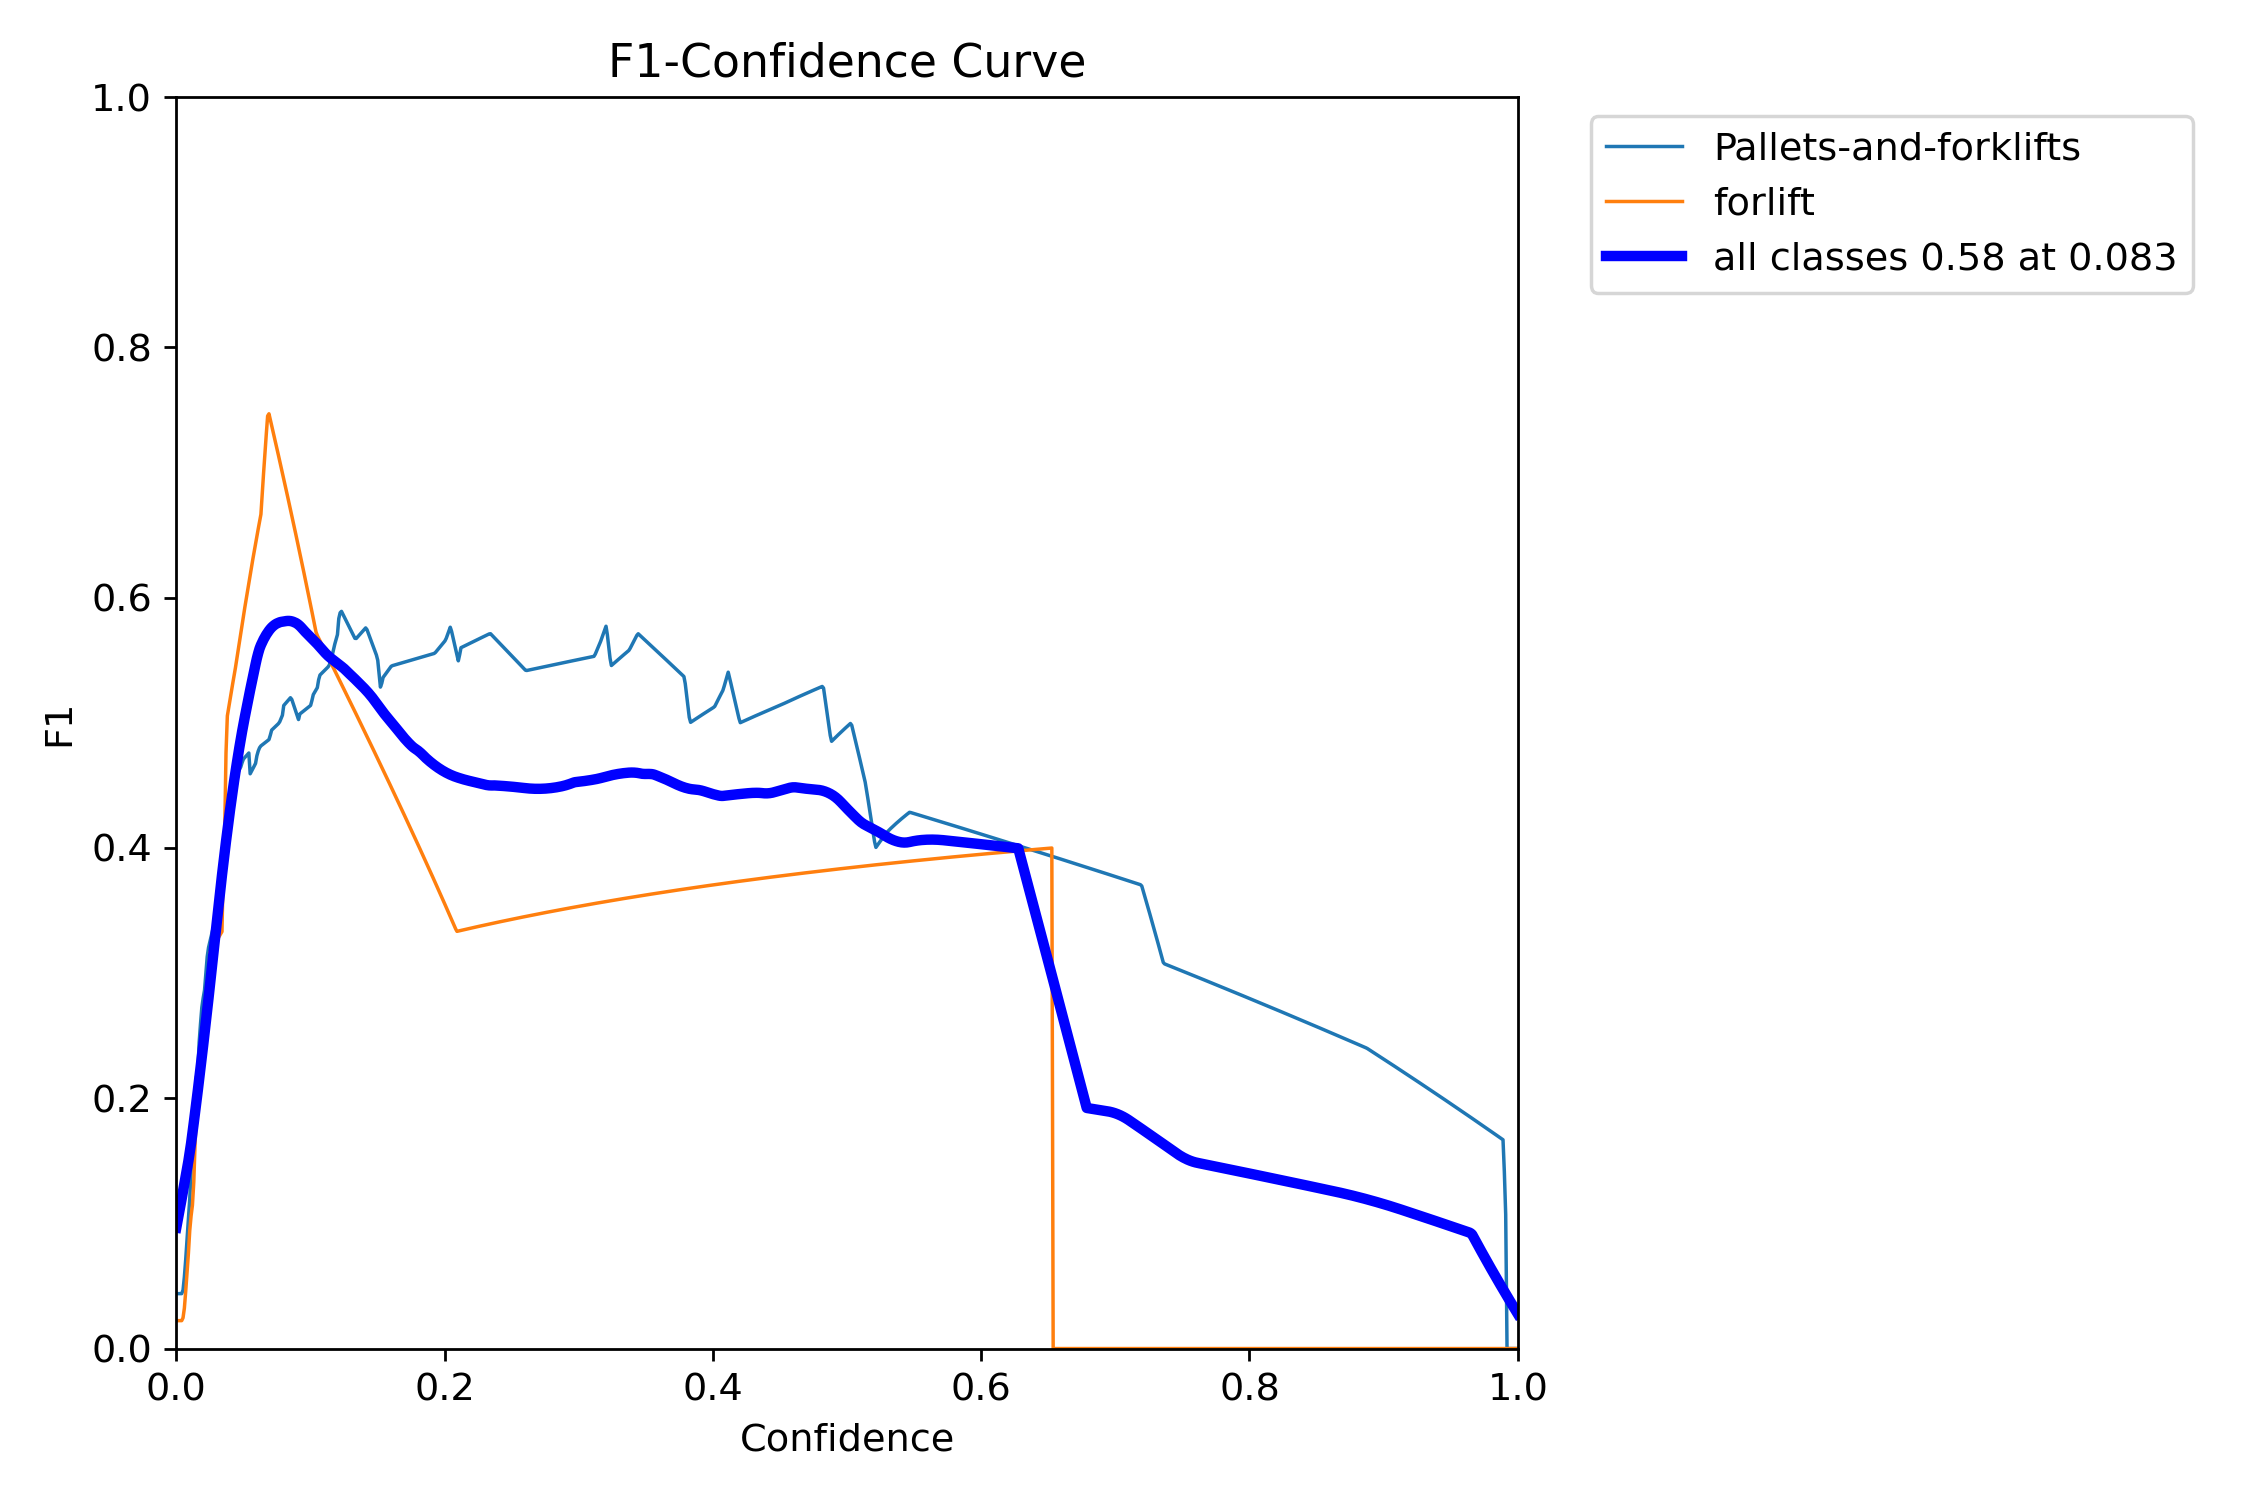 F1-Confidence Curve
1.0
0.8
0.6
0.4
0.2
0.0
F1
0.0 0.2 0.4 0.6 0.8 1.0
Confidence
Pallets-and-forklifts
forlift
all classes 0.58 at 0.083